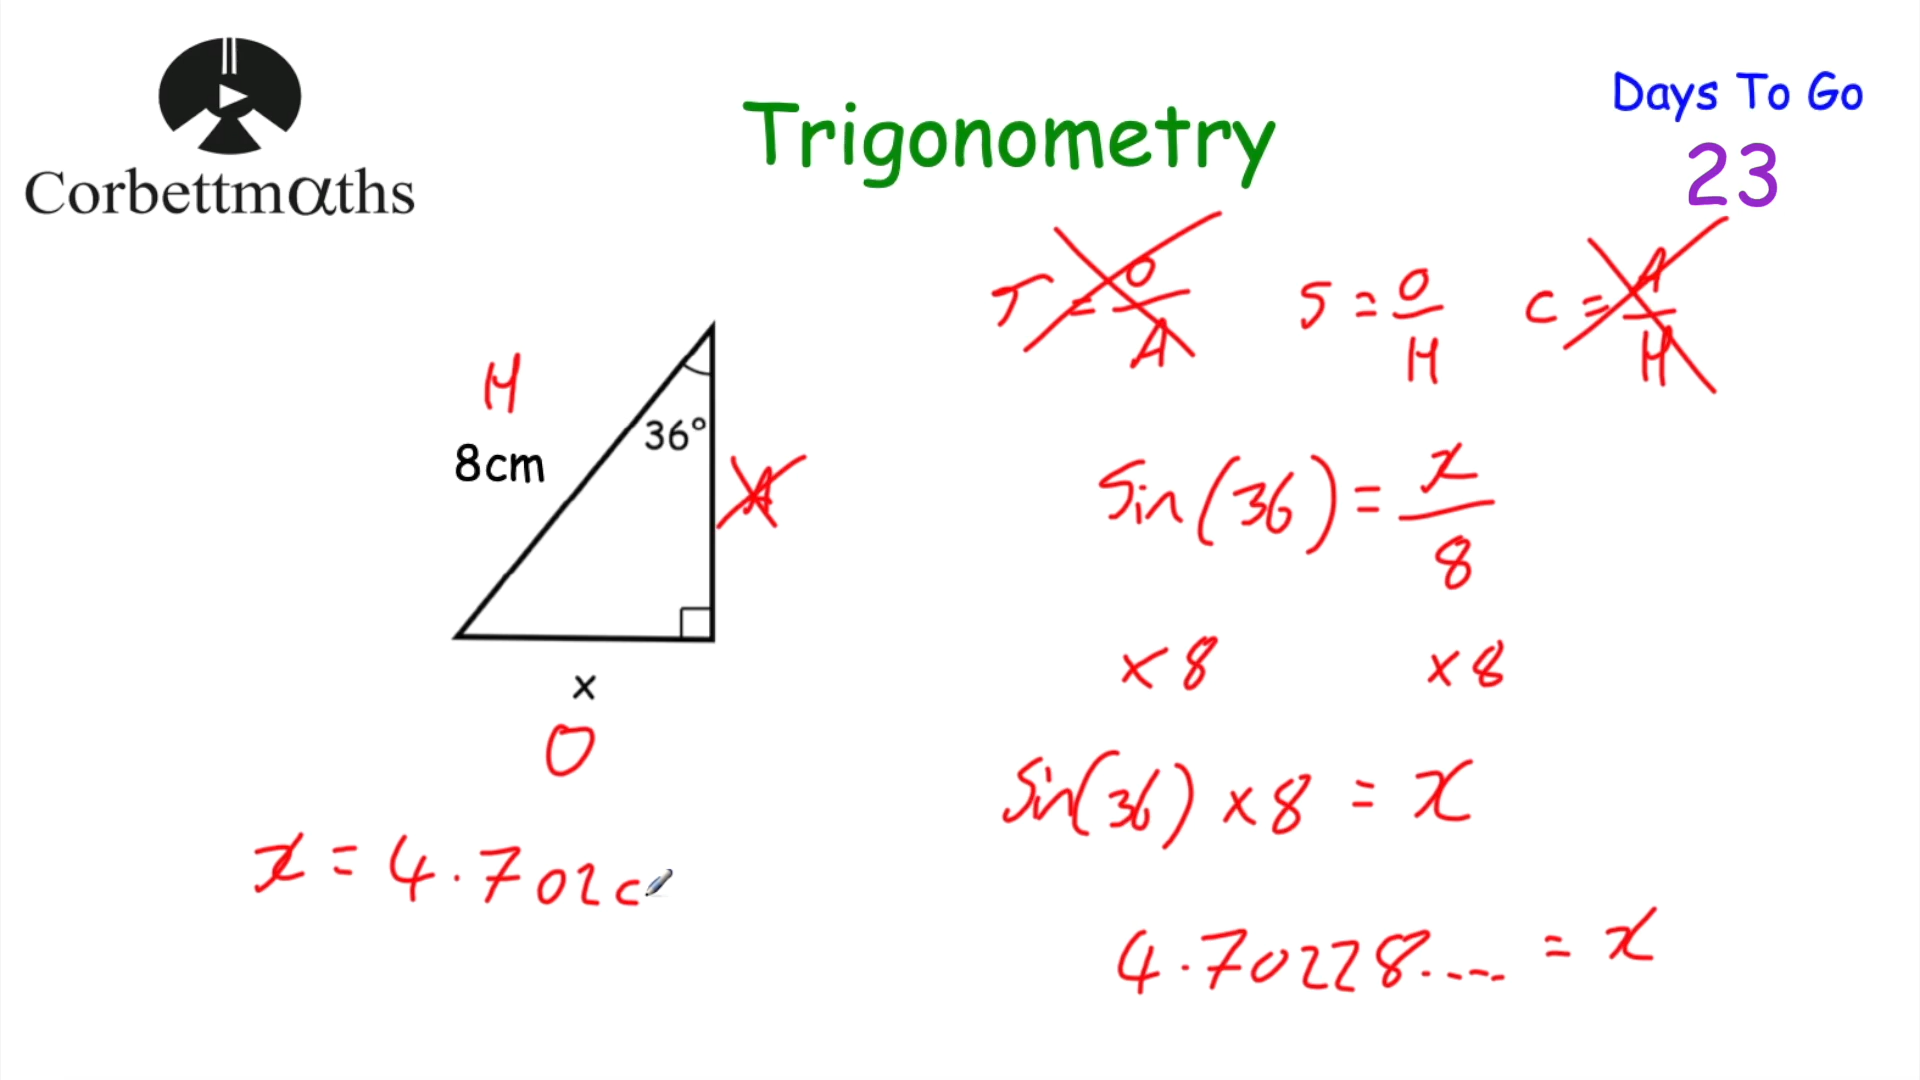 Corbettmαths
Trigonometry
Days To Go
23
T = O/A
S = O/H
C = A/H
H
8cm
36°
A
x
O
Sin(36) = x/8
×8 ×8
Sin(36) ×8 = x
4.70228.... = x
x = 4.702c